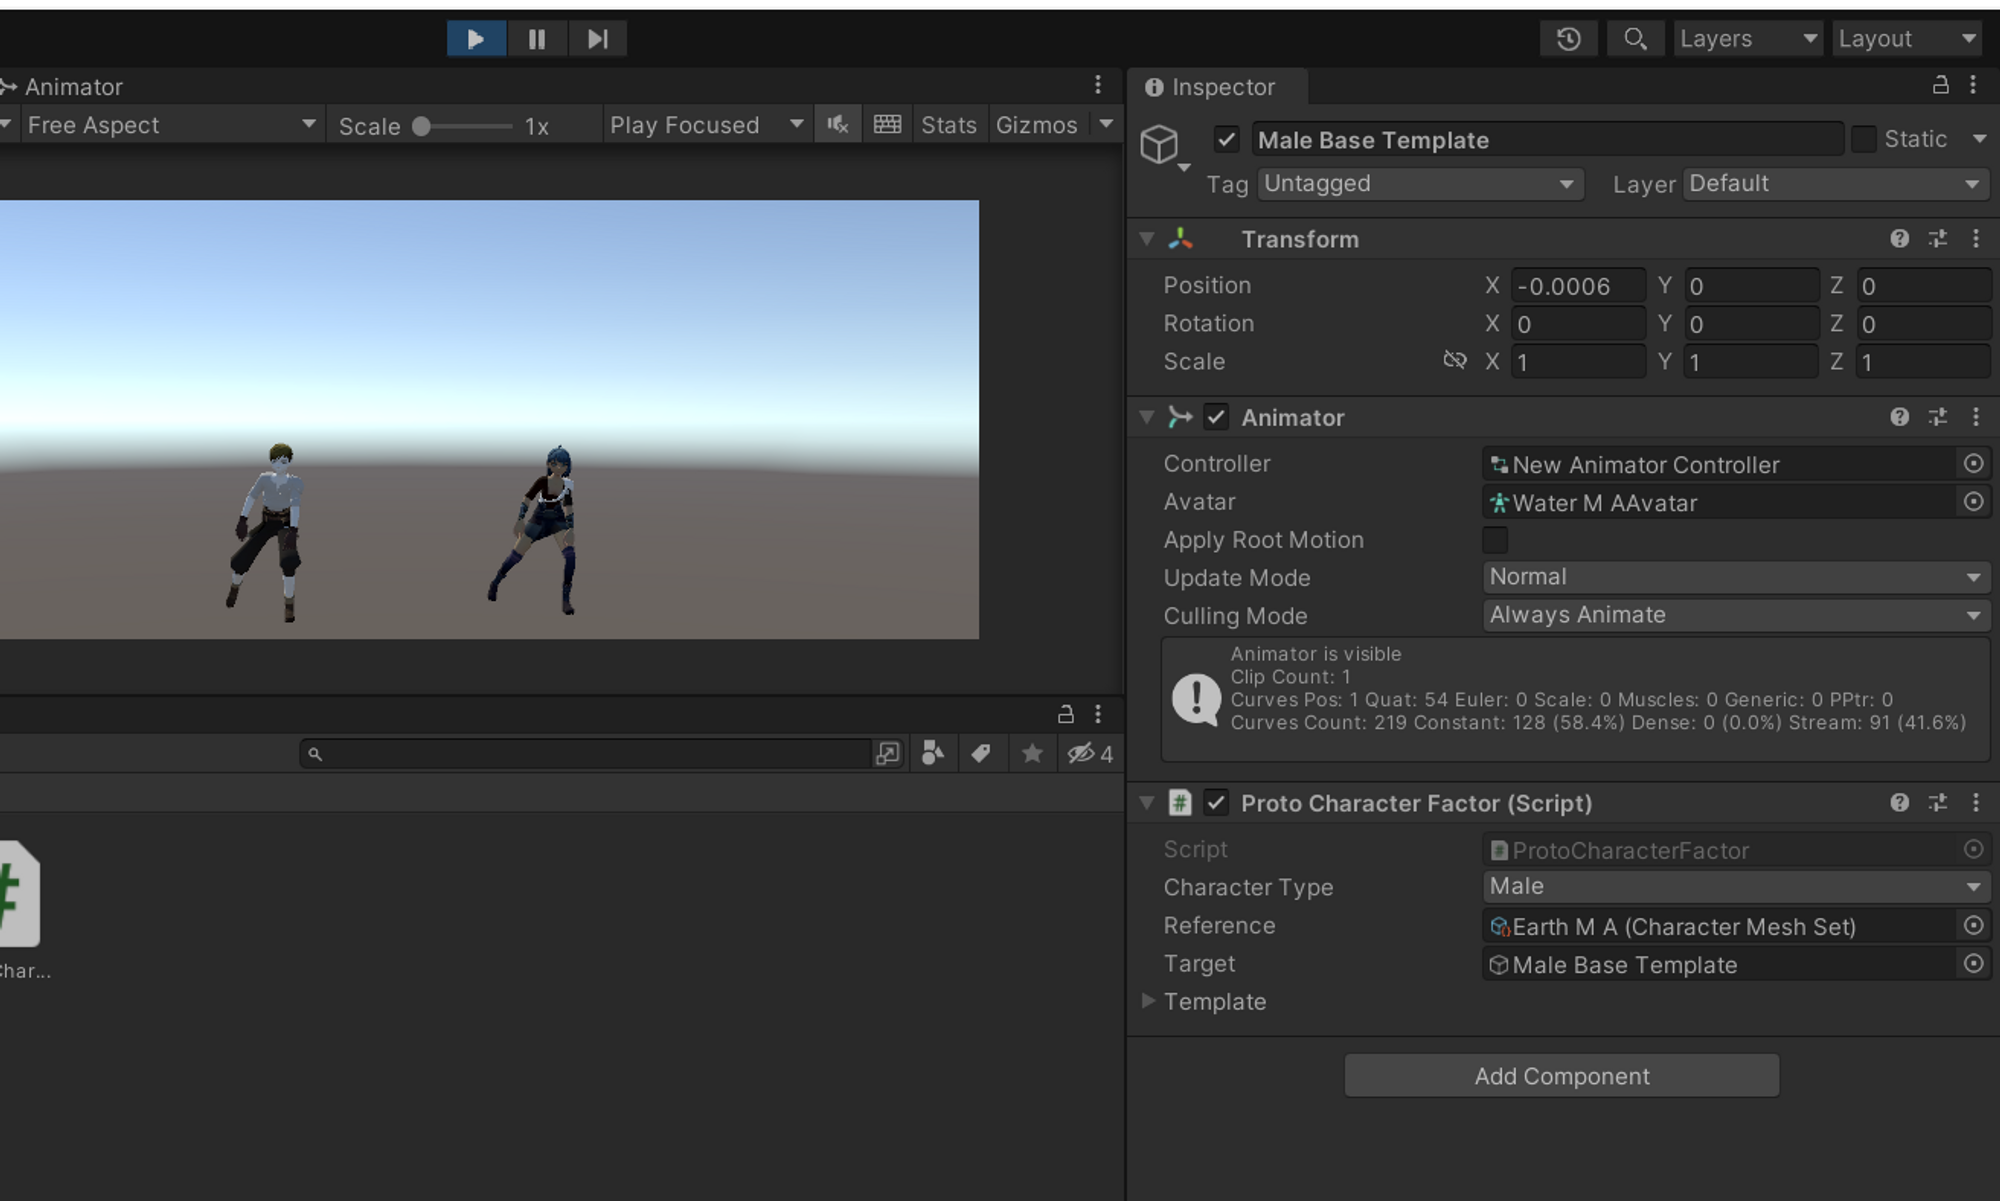 Layers
Layout
Animator
Free Aspect
Scale
1x
Play Focused
Stats
Gizmos
4
Char...
Inspector
Male Base Template
Static
Tag Untagged
Layer Default
Transform
Position X -0.0006 Y 0 Z 0
Rotation X 0 Y 0 Z 0
Scale X 1 Y 1 Z 1
Animator
Controller New Animator Controller
Avatar Water M AAvatar
Apply Root Motion
Update Mode Normal
Culling Mode Always Animate
Animator is visible
Clip Count: 1
Curves Pos: 1 Quat: 54 Euler: 0 Scale: 0 Muscles: 0 Generic: 0 PPtr: 0
Curves Count: 219 Constant: 128 (58.4%) Dense: 0 (0.0%) Stream: 91 (41.6%)
# Proto Character Factor (Script)
Script # ProtoCharacterFactor
Character Type Male
Reference Earth M A (Character Mesh Set)
Target Male Base Template
Template
Add Component